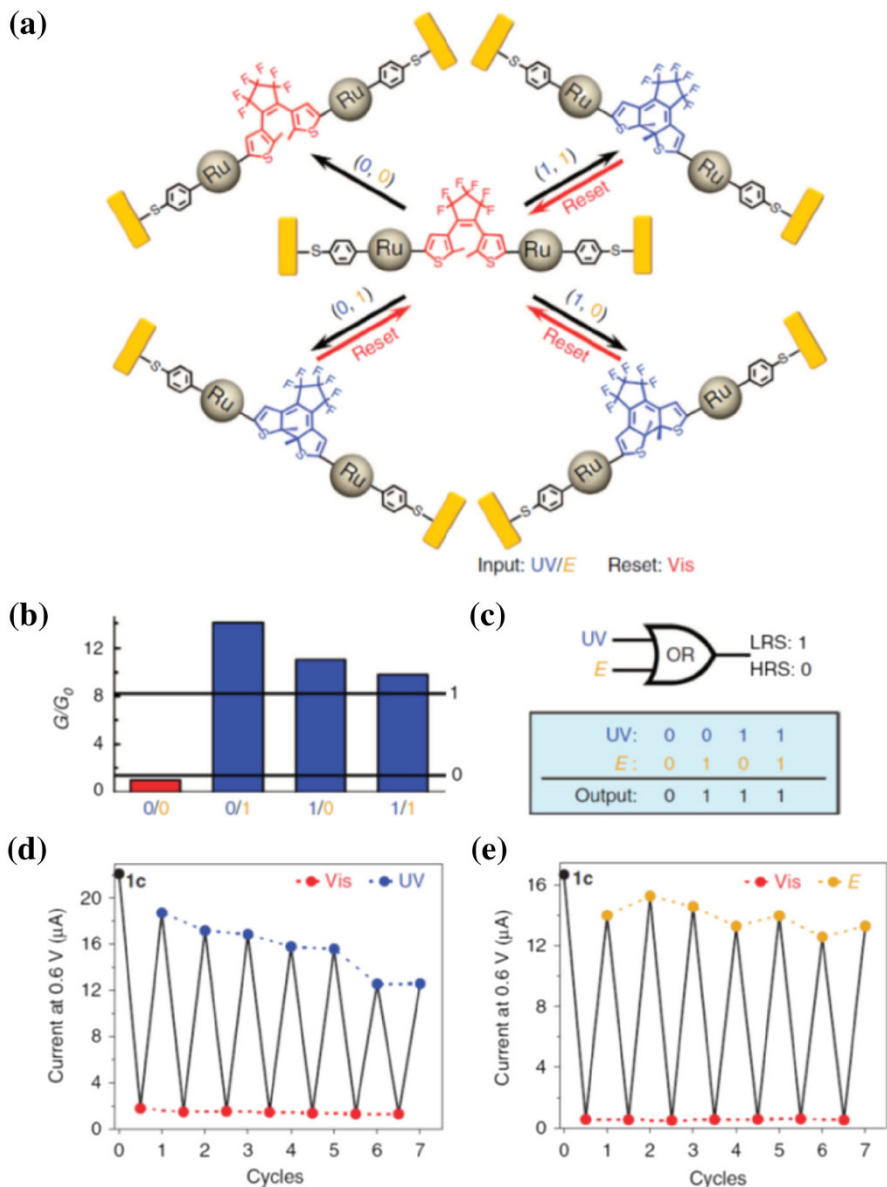 (a)
F F F F F F
Ru
S
Ru
S
S
S
S
Ru
F F F F F F
S
Ru
S
(0, 0)
(1, 1)
Reset
F F F F F F
S
Ru
S
S
Ru
S
(0, 1)
Reset
(1, 0)
Reset
S
Ru
F F F F F F
S
S
Ru
S
F F F F F F
Ru
S
S
S
Ru
S
Input: UV/E Reset: Vis
(b)
G/G0
12
8
4
0
1
0
0/0 0/1 1/0 1/1
(c)
UV
E
OR
LRS: 1
HRS: 0
UV: 0 0 1 1
E: 0 1 0 1
Output: 0 1 1 1
(d)
Current at 0.6 V (μA)
20
16
12
8
4
0
1c
Vis UV
0 1 2 3 4 5 6 7
Cycles
(e)
Current at 0.6 V (μA)
16
12
8
4
0
1c
Vis E
0 1 2 3 4 5 6 7
Cycles